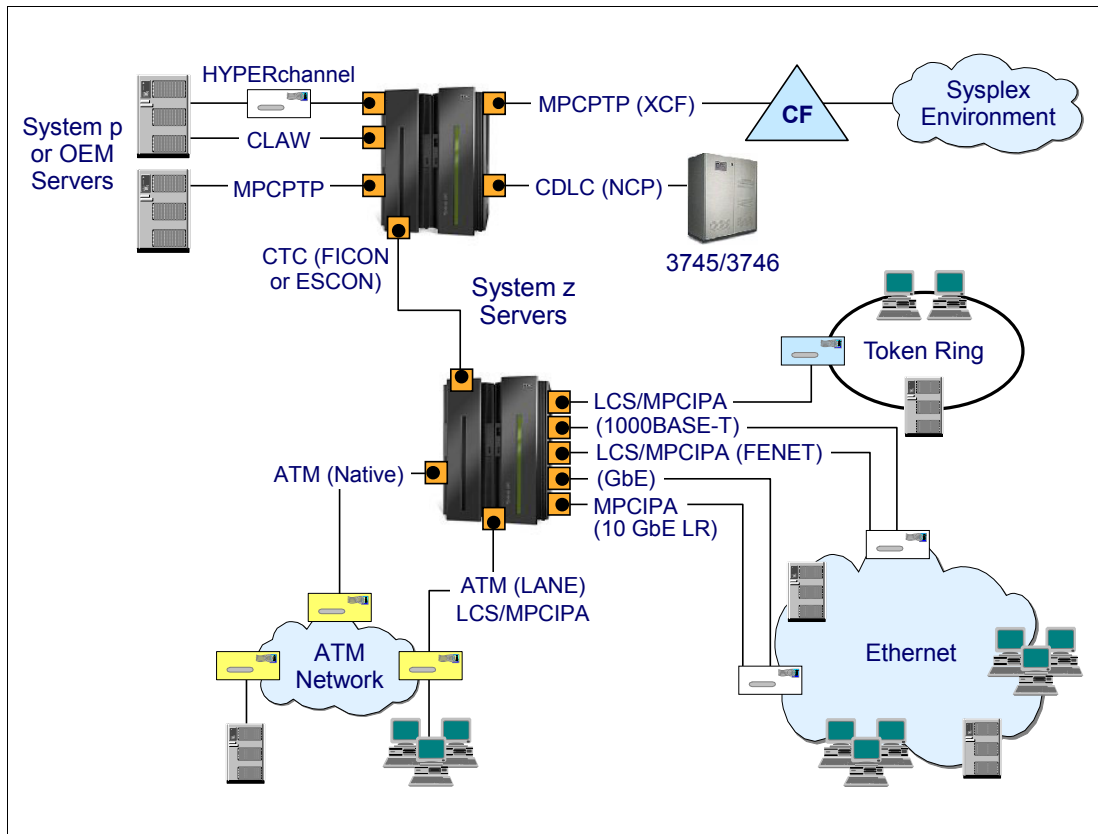 HYPERchannel
System p
or OEM
Servers
CLAW
MPCPTP
MPCPTP (XCF)
CF
Sysplex
Environment
CDLC (NCP)
3745/3746
CTC (FICON
or ESCON)
System z
Servers
Token Ring
LCS/MPCIPA
(1000BASE-T)
LCS/MPCIPA (FENET)
(GbE)
MPCIPA
(10 GbE LR)
ATM (Native)
ATM (LANE)
LCS/MPCIPA
ATM
Network
Ethernet